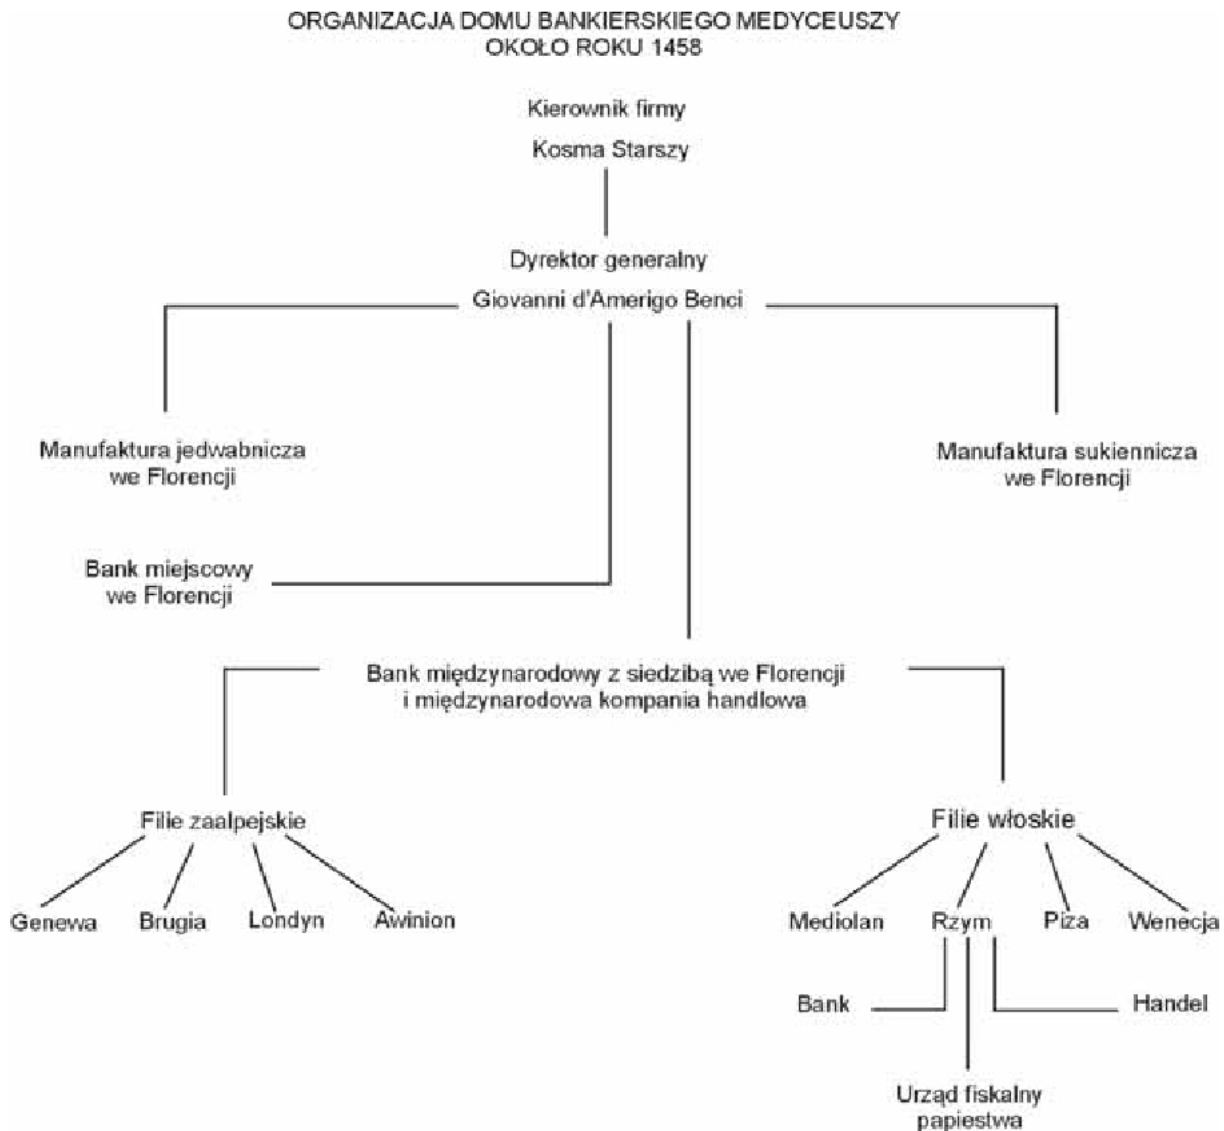 ORGANIZACJA DOMU BANKIERSKIEGO MEDYCEUSZY
OKOŁO ROKU 1458
Kierownik firmy
Kosma Starszy
Dyrektor generalny
Giovanni d'Amerigo Benci
Manufaktura jedwabnicza
we Florencji
Manufaktura sukiennicza
we Florencji
Bank miejscowy
we Florencji
Bank międzynarodowy z siedzibą we Florencji
i międzynarodowa kompania handlowa
Filie zaalpejskie
Filie włoskie
Genewa Brugia Londyn Awinion
Mediolan Rzym Piza Wenecja
Bank
Handel
Urząd fiskalny
papiestwa